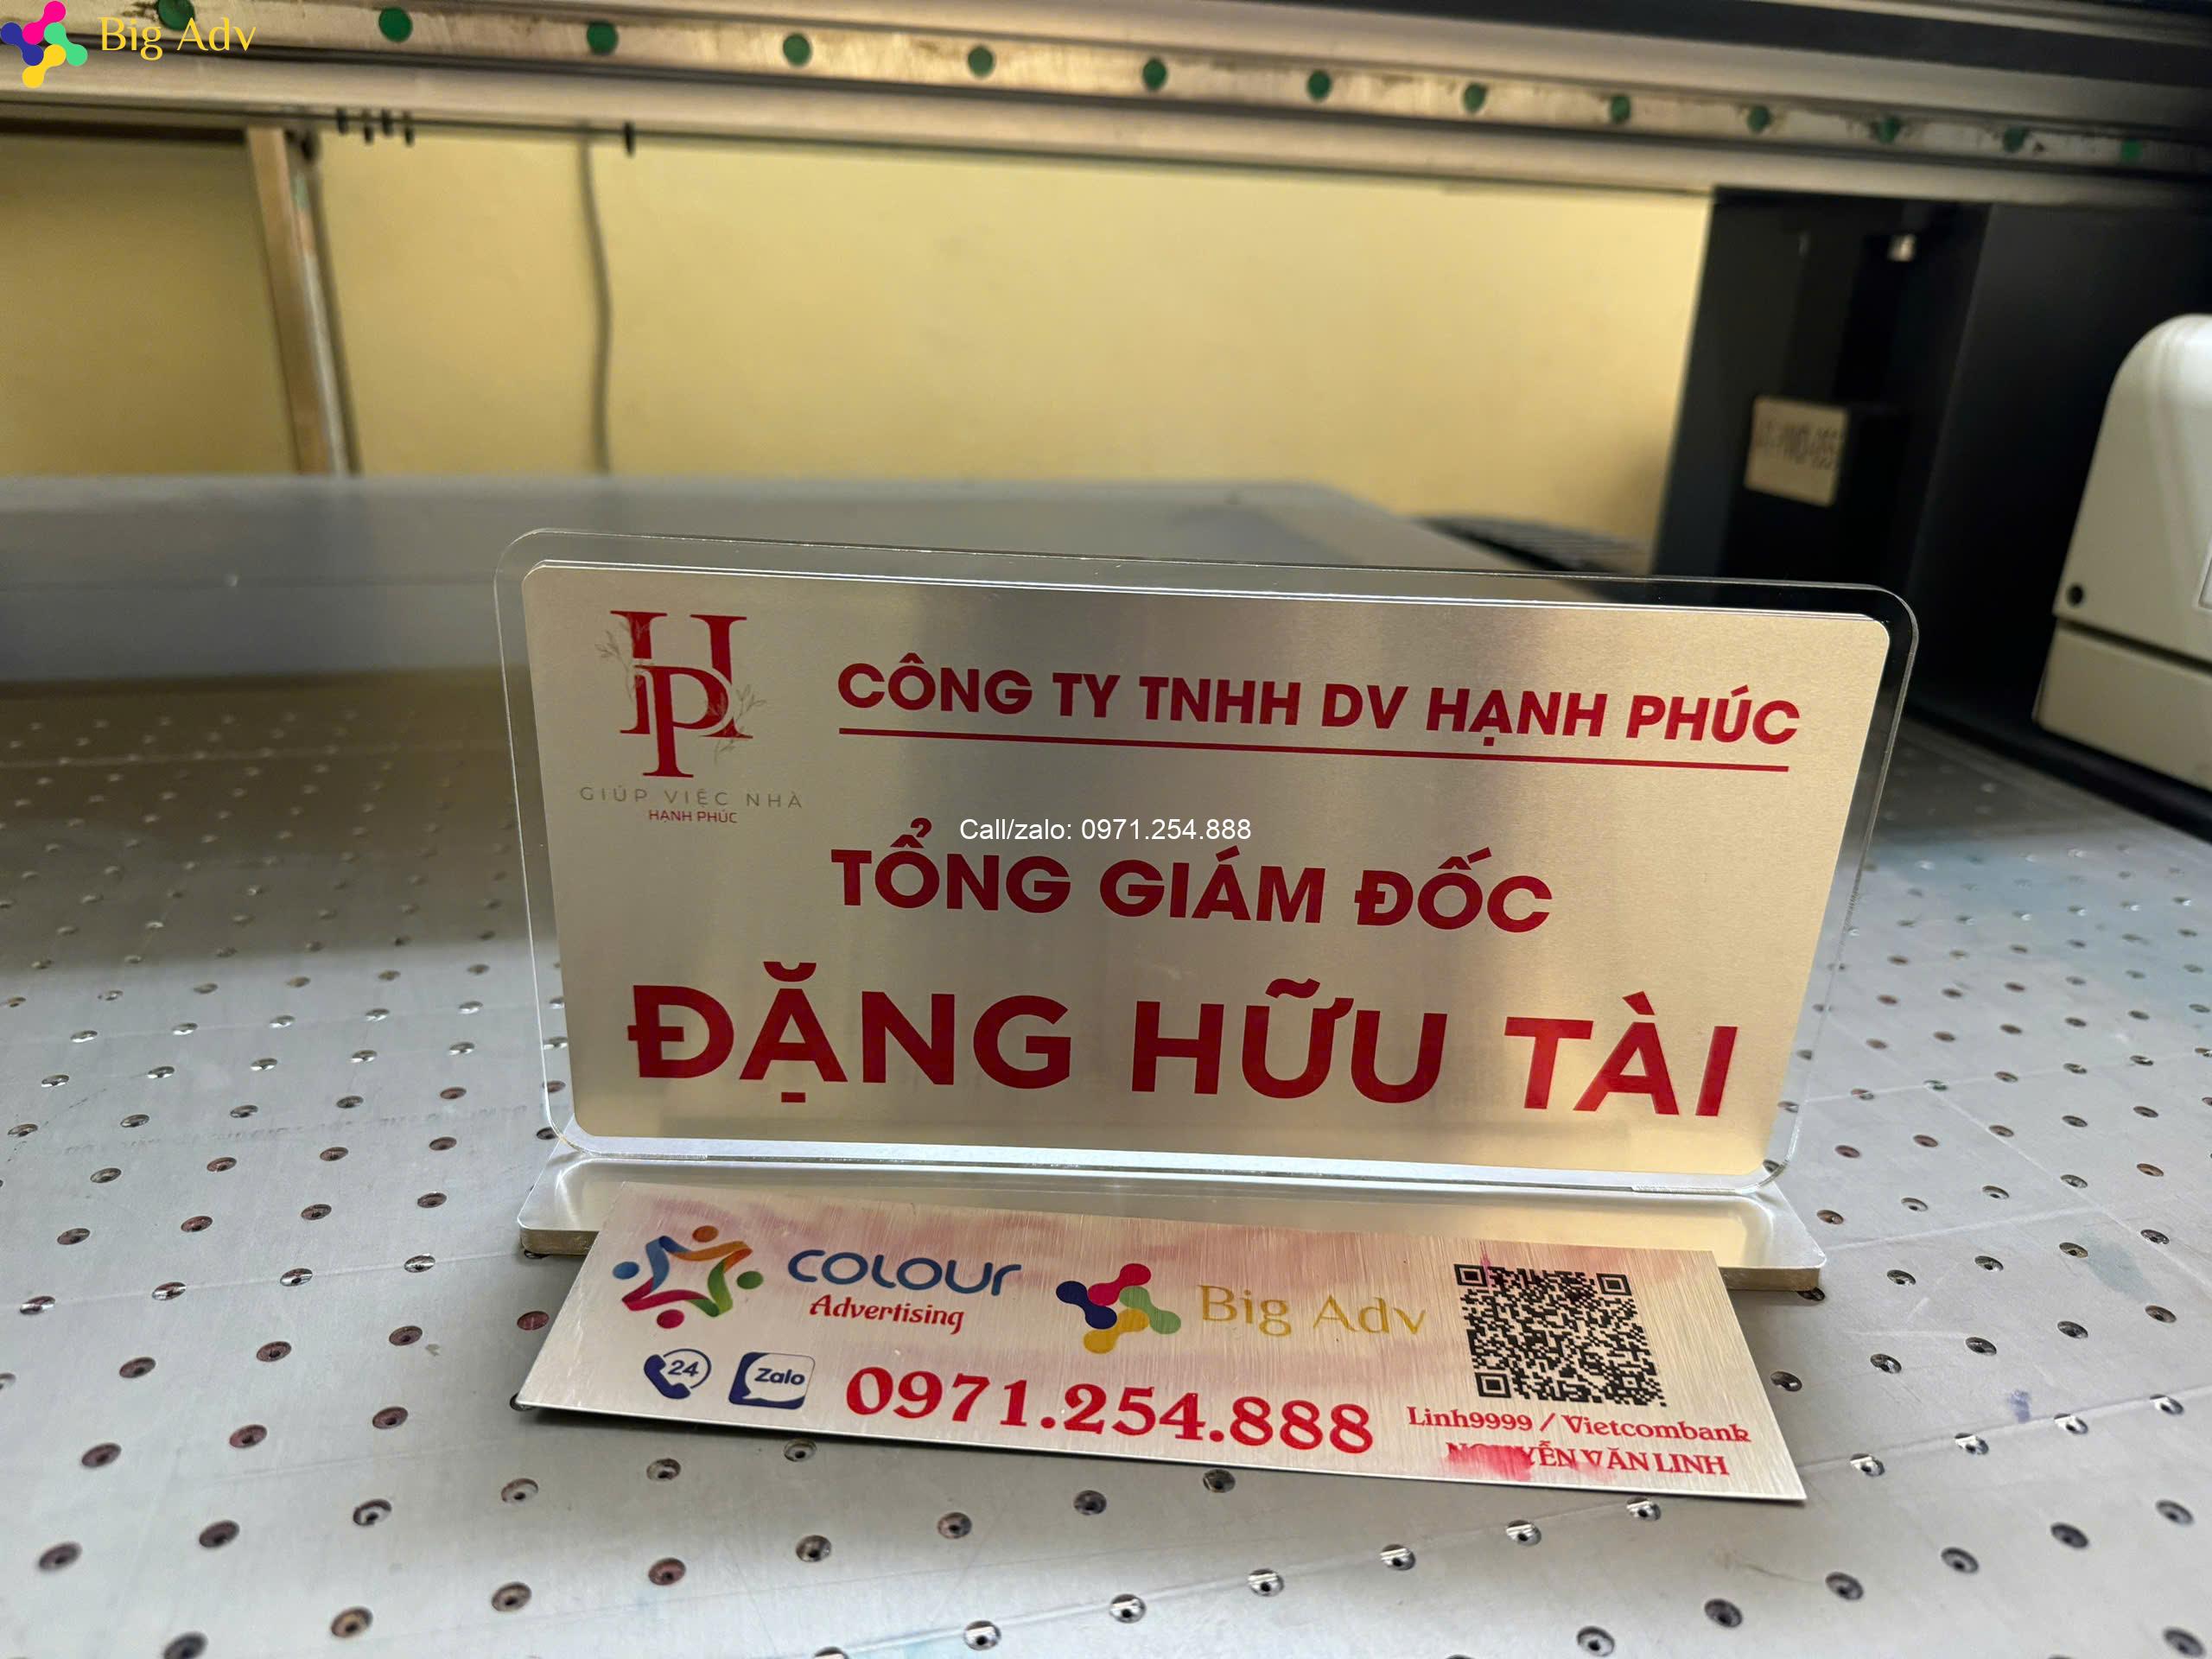 Big Adv
HP
GIÚP VIỆC NHÀ
HẠNH PHÚC
CÔNG TY TNHH DV HẠNH PHÚC
Call/zalo: 0971.254.888
TỔNG GIÁM ĐỐC
ĐẶNG HỮU TÀI
COLOUR
Advertising
Big Adv
24
Zalo
0971.254.888
Linh9999 / Vietcombank
NGUYỄN VĂN LINH